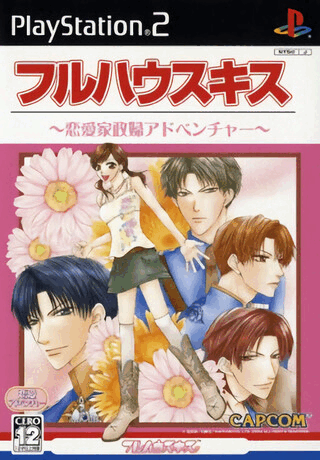 PlayStation®2
NTSC J
フルハウスキス
～恋愛家政婦アドベンチャー～
CERO
12
CAPCOM®
フルハウスキス